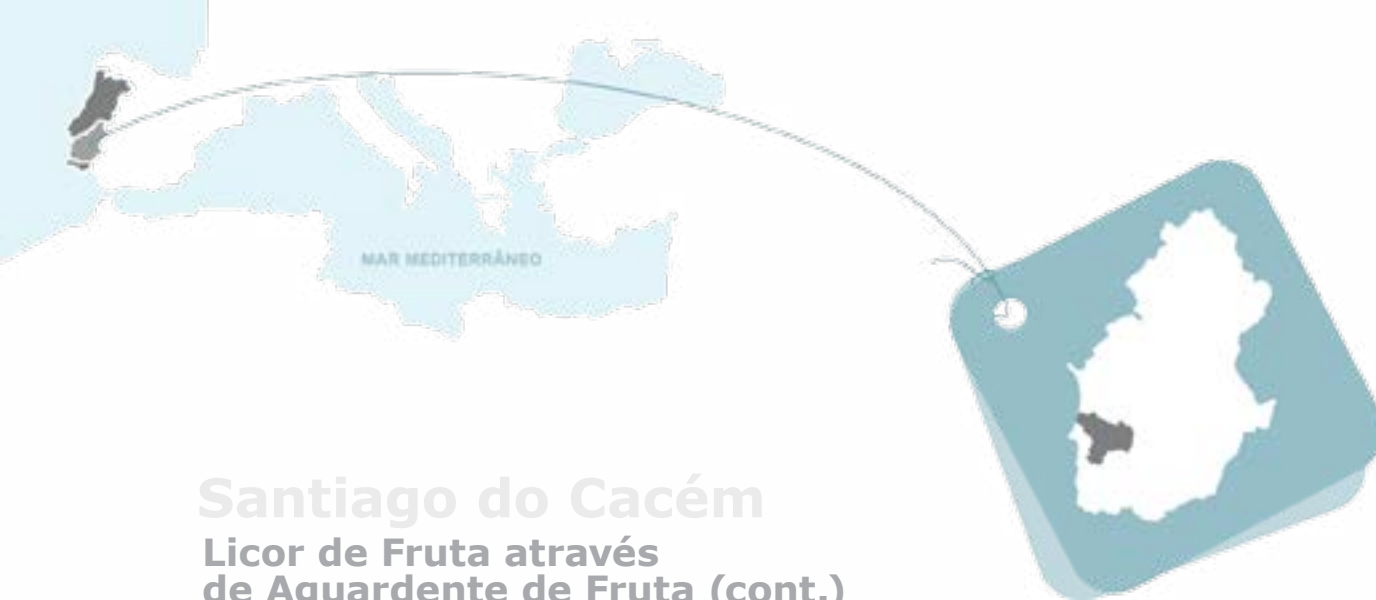 MAR MEDITERRÂNEO
Santiago do Cacém
Licor de Fruta através
de Aguardente de Fruta (cont.)